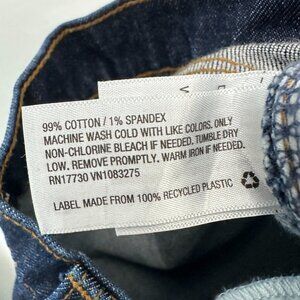 99% COTTON / 1% SPANDEX
MACHINE WASH COLD WITH LIKE COLORS. ONLY
NON-CHLORINE BLEACH IF NEEDED. TUMBLE DRY
LOW. REMOVE PROMPTLY. WARM IRON IF NEEDED.
RN17730 VN1083275
LABEL MADE FROM 100% RECYCLED PLASTIC